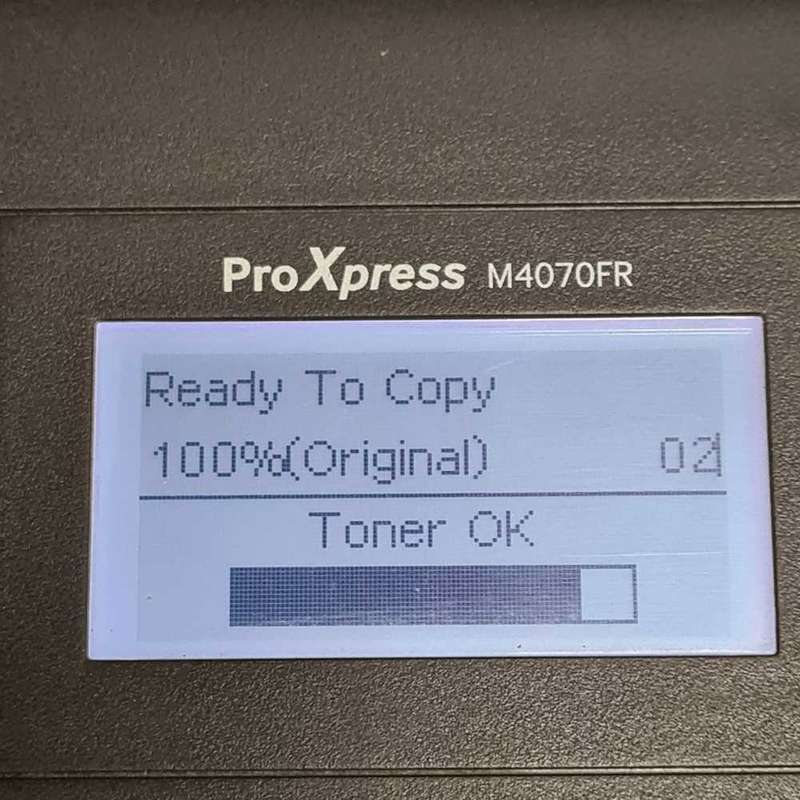 ProXpress M4070FR
Ready To Copy
100%(Original) 02
Toner OK